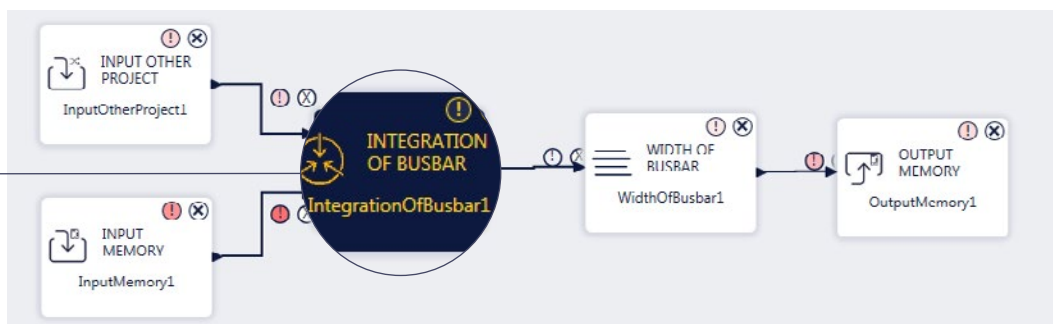 INPUT OTHER
PROJECT
InputOtherProject1
INPUT
MEMORY
InputMemory1
INTEGRATION
OF BUSBAR
IntegrationOfBusbar1
WIDTH OF
BUSBAR
WidthOfBusbar1
OUTPUT
MEMORY
OutputMemory1